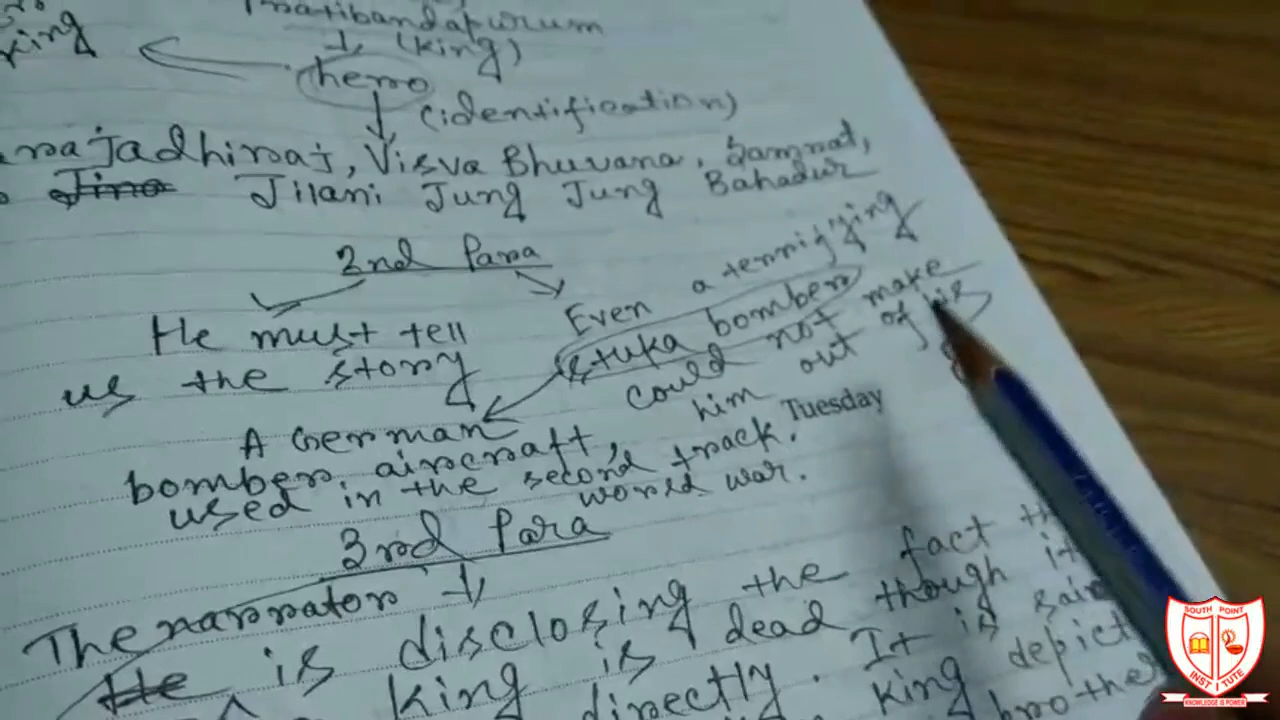 Pratibandapurum
king
(king)
hero
(identification)
Jadhiraj, Visva Bhuvana, Samrat,
Jilani Jung Jung Bahadur
2nd Para
He must tell
us the story
Even a terrifying
stuka bomber
could not make
him out of his
track.
Tuesday
A German
bomber aircraft,
used in the second
world war.
3rd Para
The narrator
He is disclosing the fact
king is dead though it
directly. It is said
king depict
brother
SOUTH POINT
INSTITUTE
KNOWLEDGE IS POWER